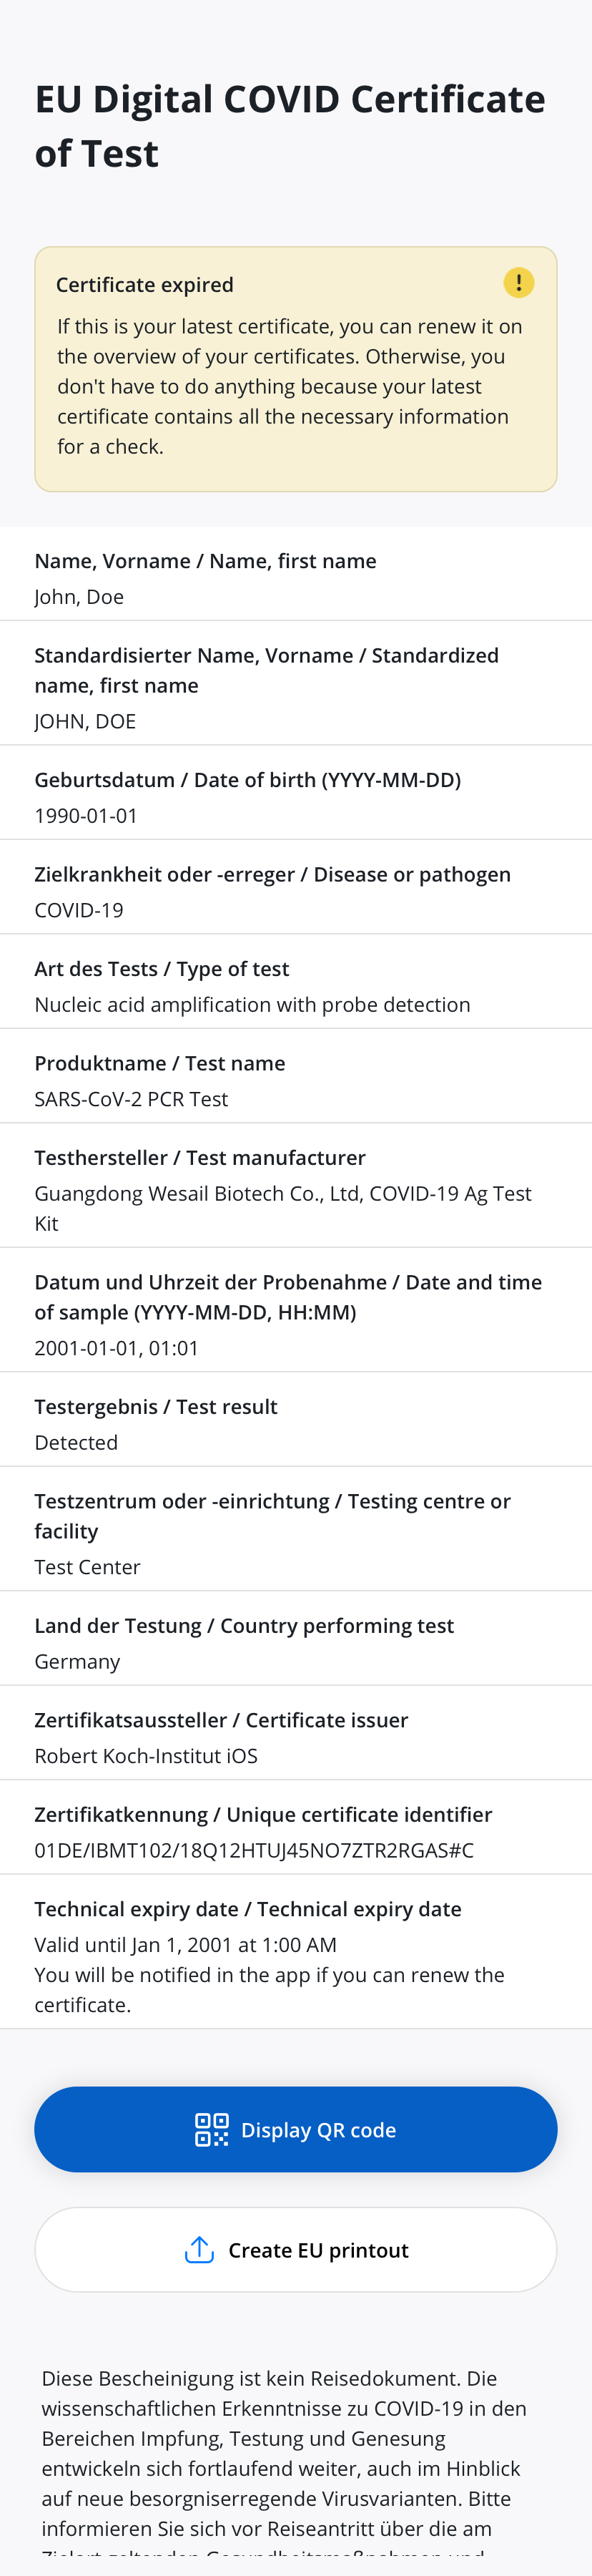 EU Digital COVID Certificate
of Test
Certificate expired
If this is your latest certificate, you can renew it on
the overview of your certificates. Otherwise, you
don't have to do anything because your latest
certificate contains all the necessary information
for a check.
Name, Vorname / Name, first name
John, Doe
Standardisierter Name, Vorname / Standardized
name, first name
JOHN, DOE
Geburtsdatum / Date of birth (YYYY-MM-DD)
1990-01-01
Zielkrankheit oder -erreger / Disease or pathogen
COVID-19
Art des Tests / Type of test
Nucleic acid amplification with probe detection
Produktname / Test name
SARS-CoV-2 PCR Test
Testhersteller / Test manufacturer
Guangdong Wesail Biotech Co., Ltd, COVID-19 Ag Test
Kit
Datum und Uhrzeit der Probenahme / Date and time
of sample (YYYY-MM-DD, HH:MM)
2001-01-01, 01:01
Testergebnis / Test result
Detected
Testzentrum oder -einrichtung / Testing centre or
facility
Test Center
Land der Testung / Country performing test
Germany
Zertifikatsaussteller / Certificate issuer
Robert Koch-Institut iOS
Zertifikatkennung / Unique certificate identifier
01DE/IBMT102/18Q12HTUJ45NO7ZTR2RGAS#C
Technical expiry date / Technical expiry date
Valid until Jan 1, 2001 at 1:00 AM
You will be notified in the app if you can renew the
certificate.
Display QR code
Create EU printout
Diese Bescheinigung ist kein Reisedokument. Die
wissenschaftlichen Erkenntnisse zu COVID-19 in den
Bereichen Impfung, Testung und Genesung
entwickeln sich fortlaufend weiter, auch im Hinblick
auf neue besorgniserregende Virusvarianten. Bitte
informieren Sie sich vor Reiseantritt über die am